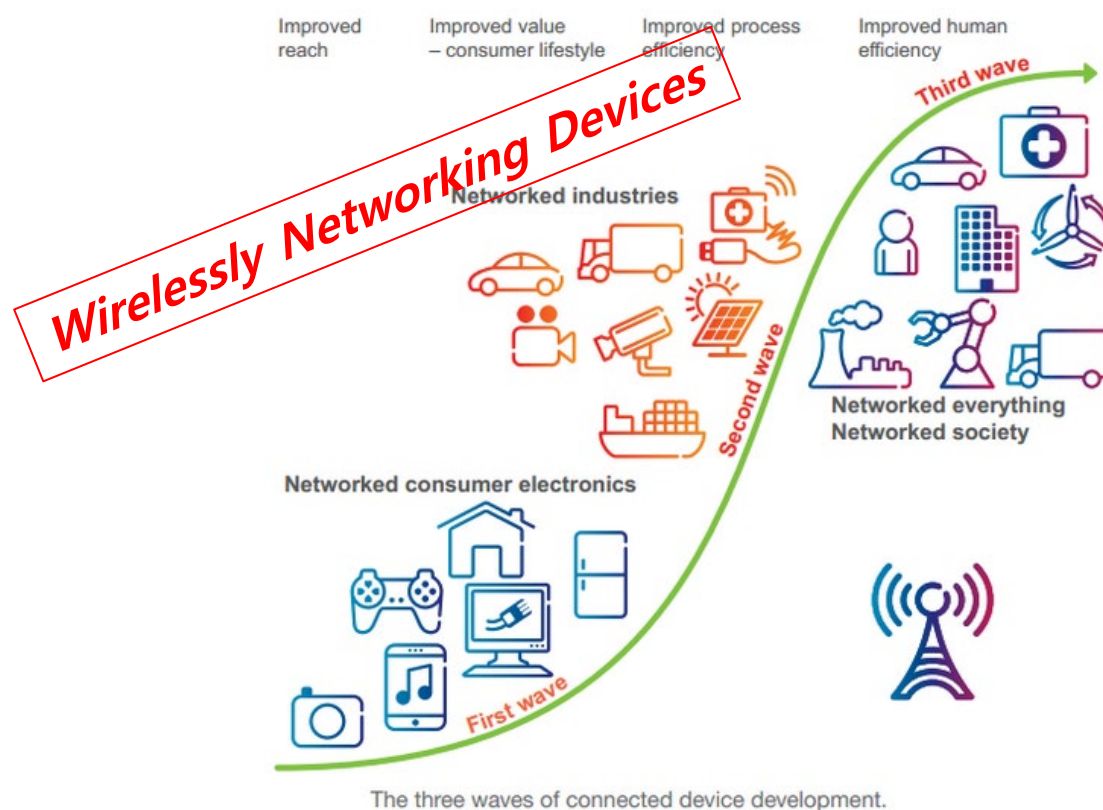 Improved
reach
Improved value
– consumer lifestyle
Improved process
efficiency
Improved human
efficiency
Wirelessly Networking Devices
Third wave
Networked industries
Second wave
Networked everything
Networked society
Networked consumer electronics
First wave
The three waves of connected device development.